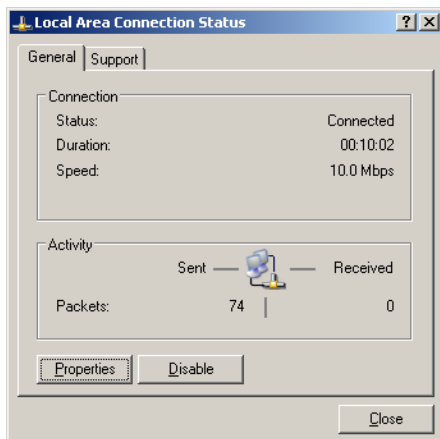 Local Area Connection Status
General Support
Connection
Status: Connected
Duration: 00:10:02
Speed: 10.0 Mbps
Activity
Sent Received
Packets: 74 0
Properties Disable
Close